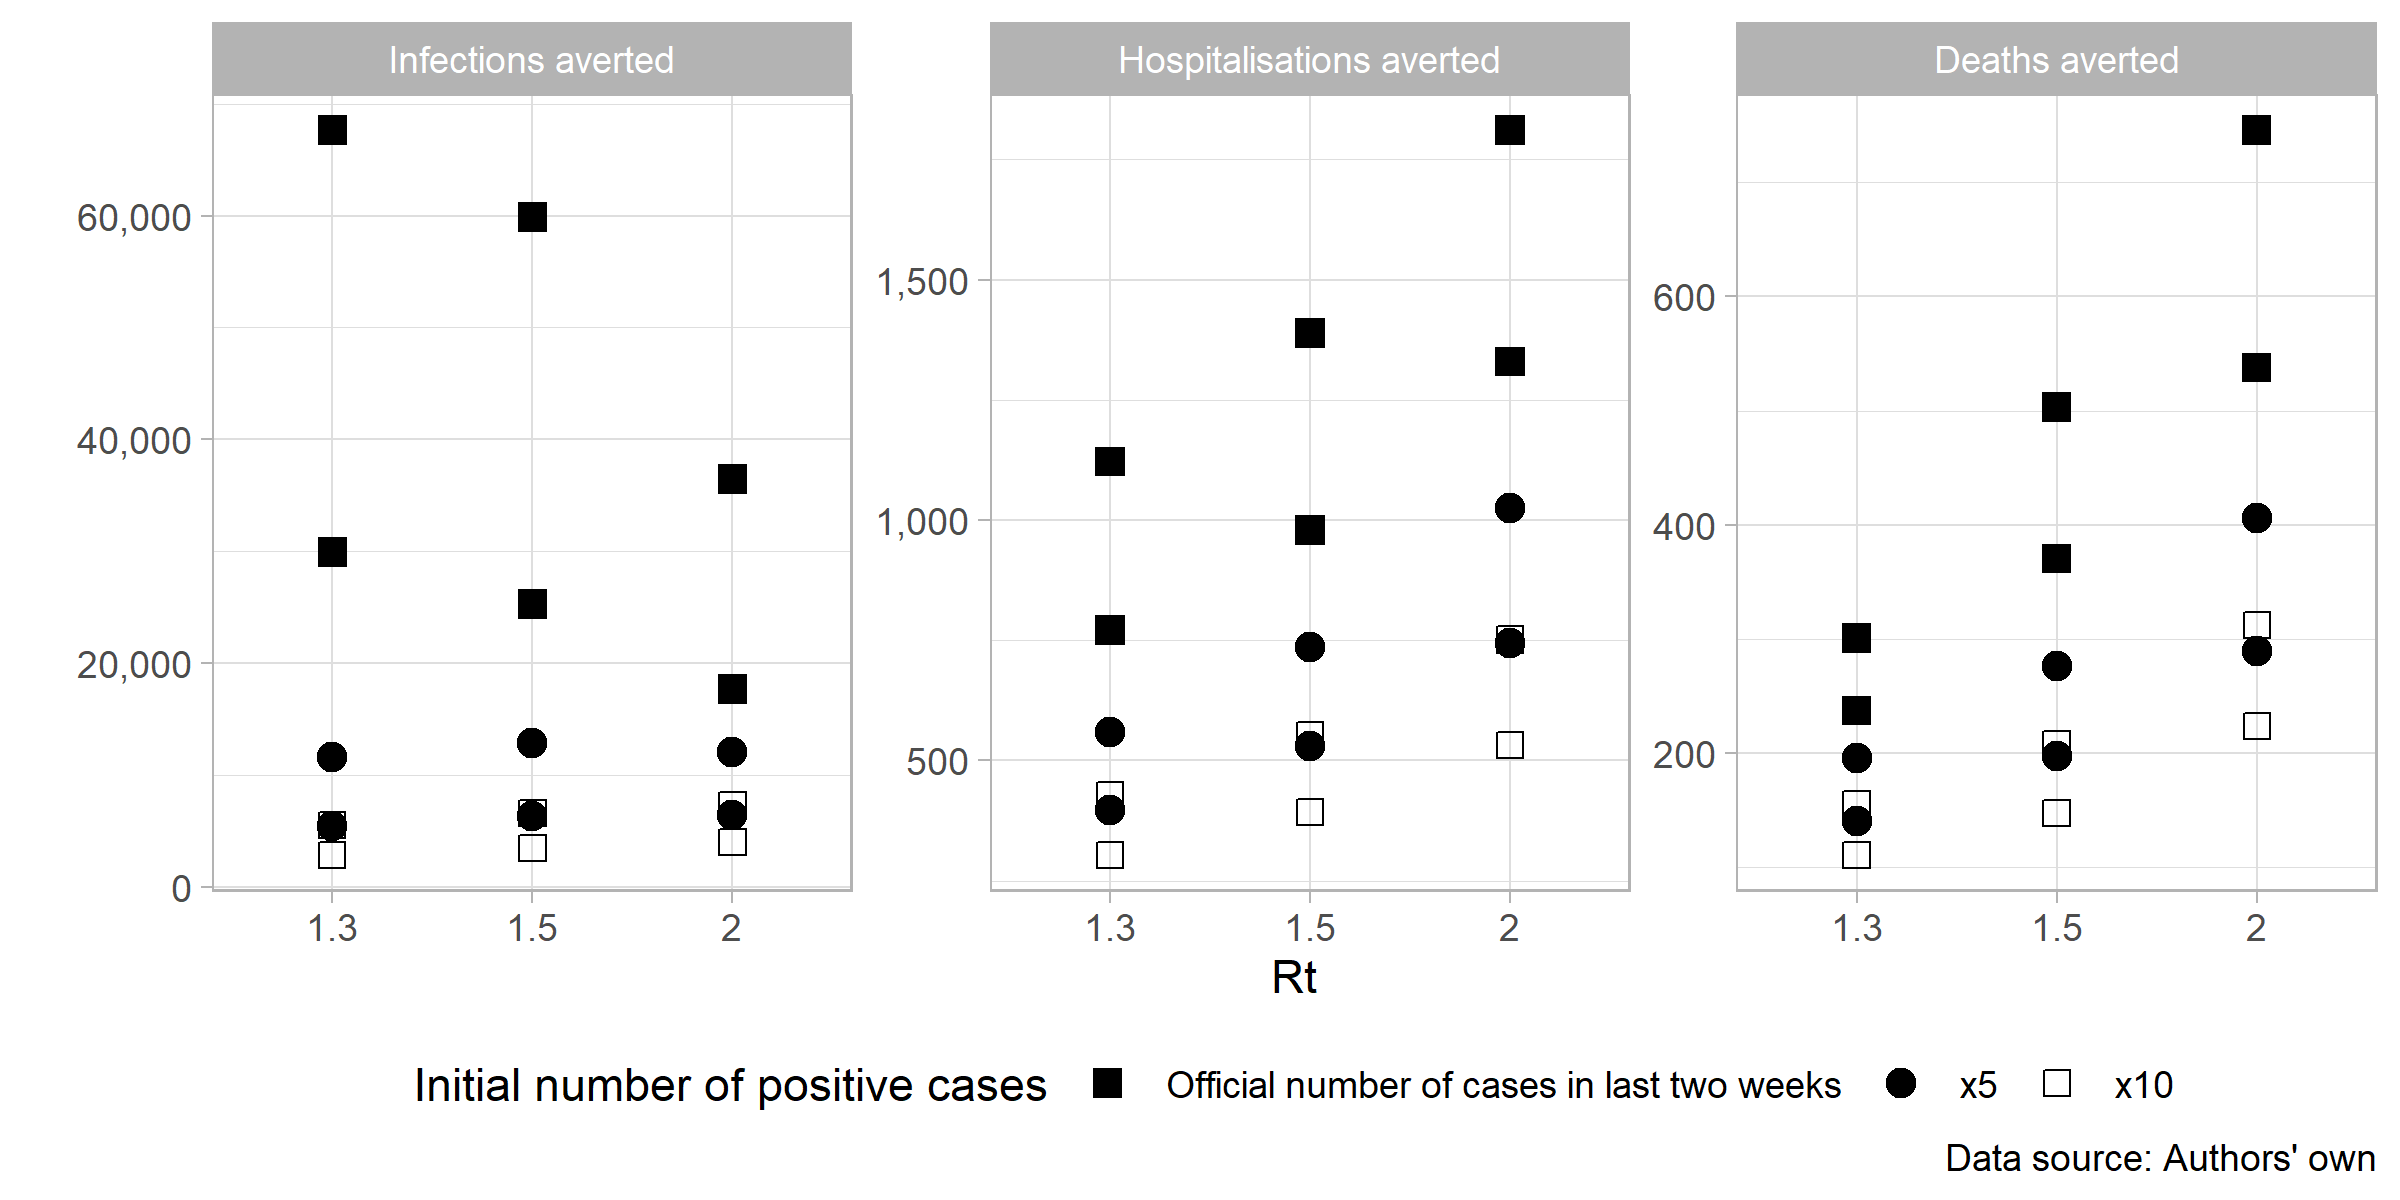 Infections averted
Hospitalisations averted
Deaths averted
60,000
40,000
20,000
0
1,500
1,000
500
600
400
200
1.3 1.5 2
1.3 1.5 2
1.3 1.5 2
Rt
Initial number of positive cases Official number of cases in last two weeks x5 x10
Data source: Authors' own